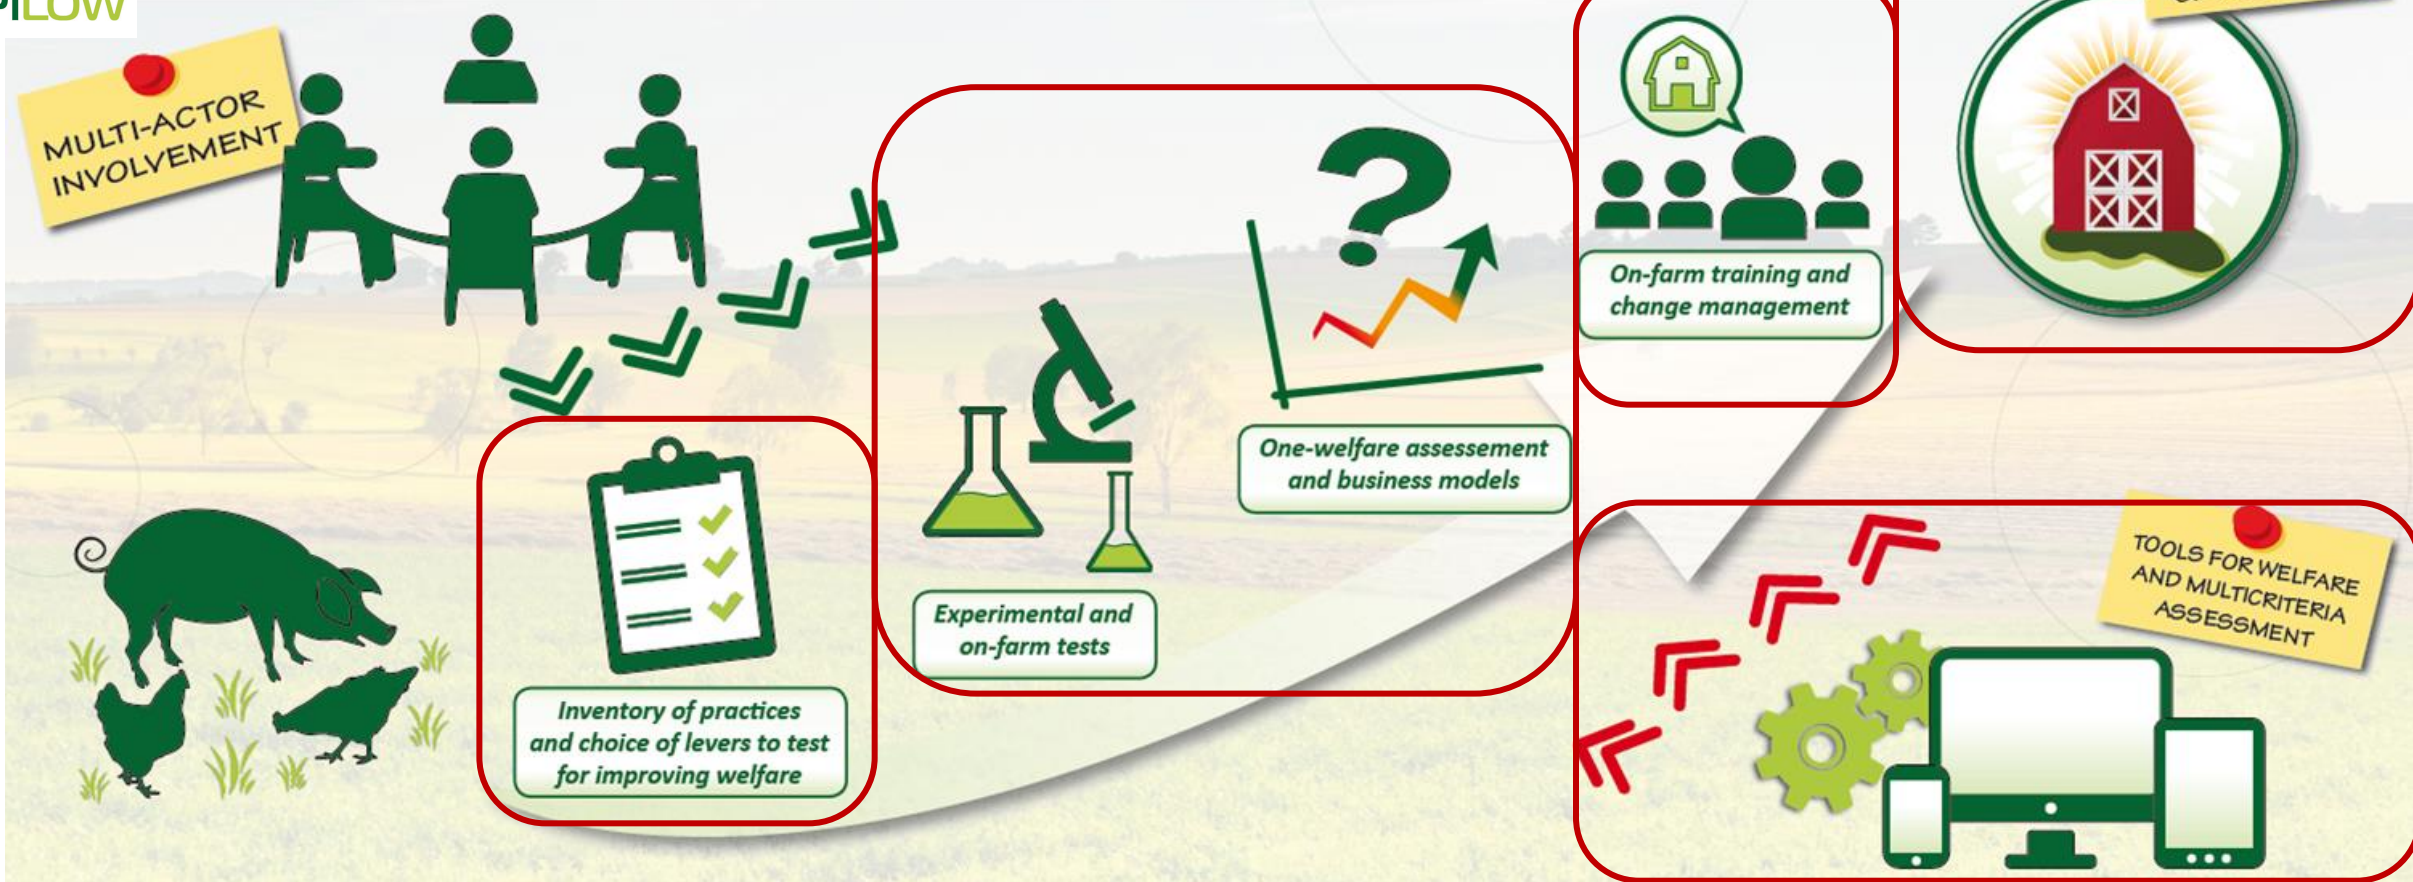 MULTI-ACTOR
INVOLVEMENT
On-farm training and
change management
One-welfare assessement
and business models
Experimental and
on-farm tests
Inventory of practices
and choice of levers to test
for improving welfare
TOOLS FOR WELFARE
AND MULTICRITERIA
ASSESSMENT